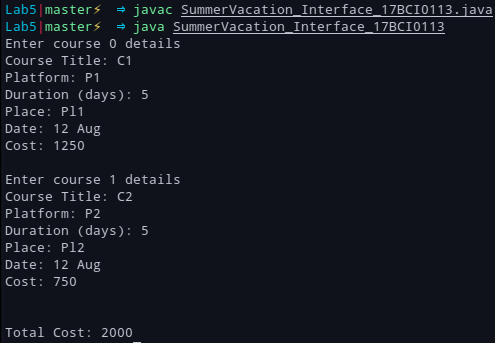 Lab5|master⚡ ⇒ javac SummerVacation_Interface_17BCI0113.java
Lab5|master⚡ ⇒ java SummerVacation_Interface_17BCI0113
Enter course 0 details
Course Title: C1
Platform: P1
Duration (days): 5
Place: Pl1
Date: 12 Aug
Cost: 1250
Enter course 1 details
Course Title: C2
Platform: P2
Duration (days): 5
Place: Pl2
Date: 12 Aug
Cost: 750
Total Cost: 2000